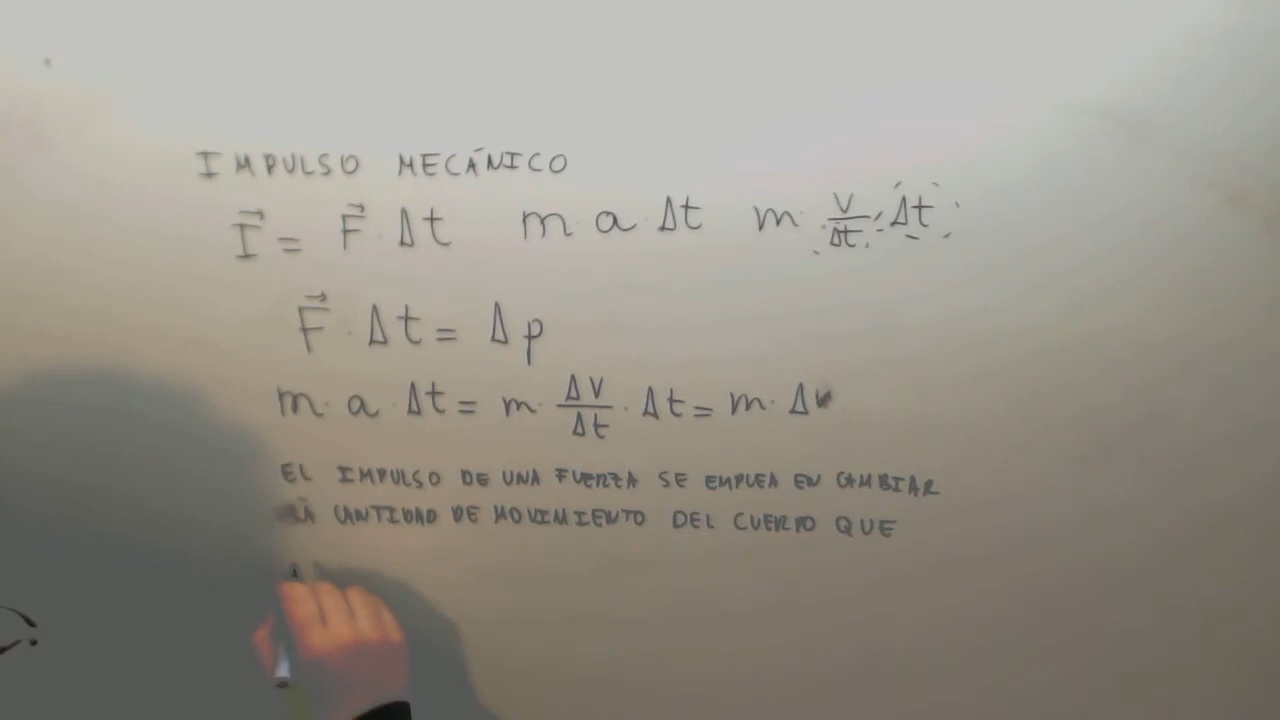 IMPULSO MECÁNICO
I⃗ = F⃗ · Δt m · a · Δt m · v/Δt · Δt
F⃗ · Δt = Δp
m · a · Δt = m · Δv/Δt · Δt = m · Δv
EL IMPULSO DE UNA FUERZA SE EMPLEA EN CAMBIAR
LA CANTIDAD DE MOVIMIENTO DEL CUERPO QUE